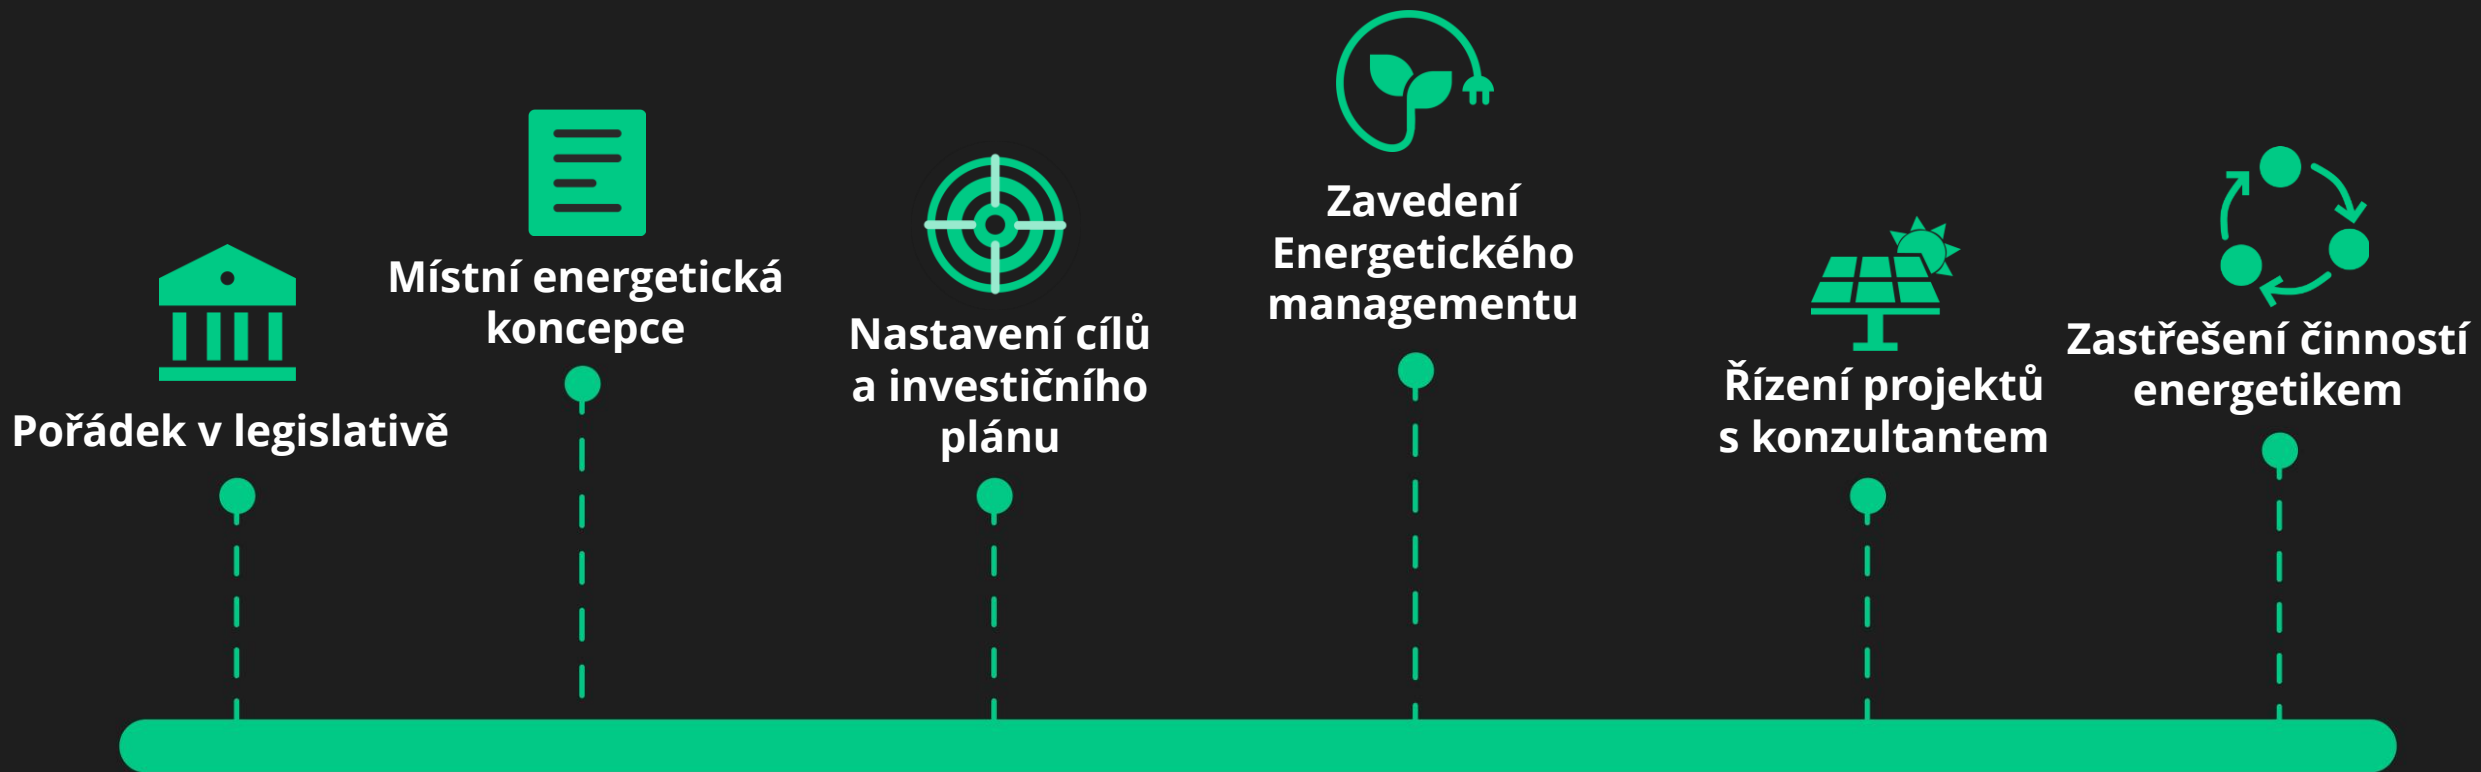 Pořádek v legislativě
Místní energetická
koncepce
Nastavení cílů
a investičního
plánu
Zavedení
Energetického
managementu
Řízení projektů
s konzultantem
Zastřešení činností
energetikem